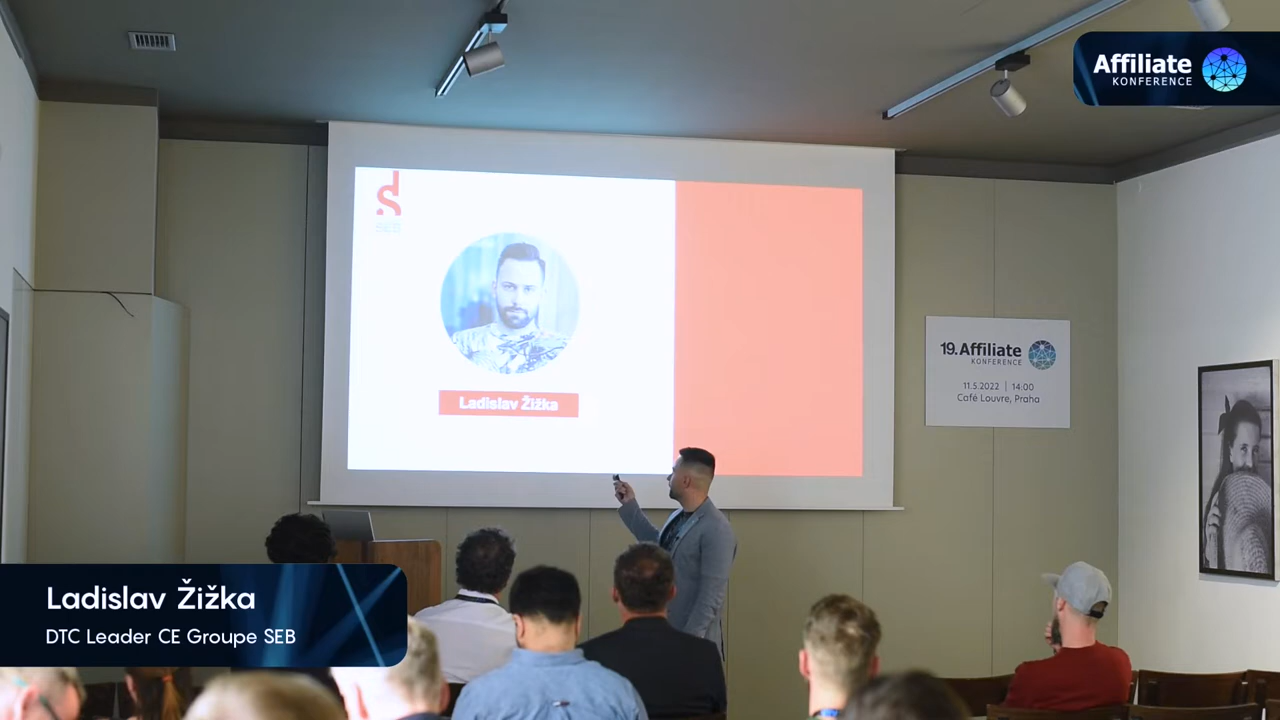 Affiliate
KONFERENCE
SEB
Ladislav Žižka
19. Affiliate
KONFERENCE
11.5.2022 | 14:00
Café Louvre, Praha
Ladislav Žižka
DTC Leader CE Groupe SEB